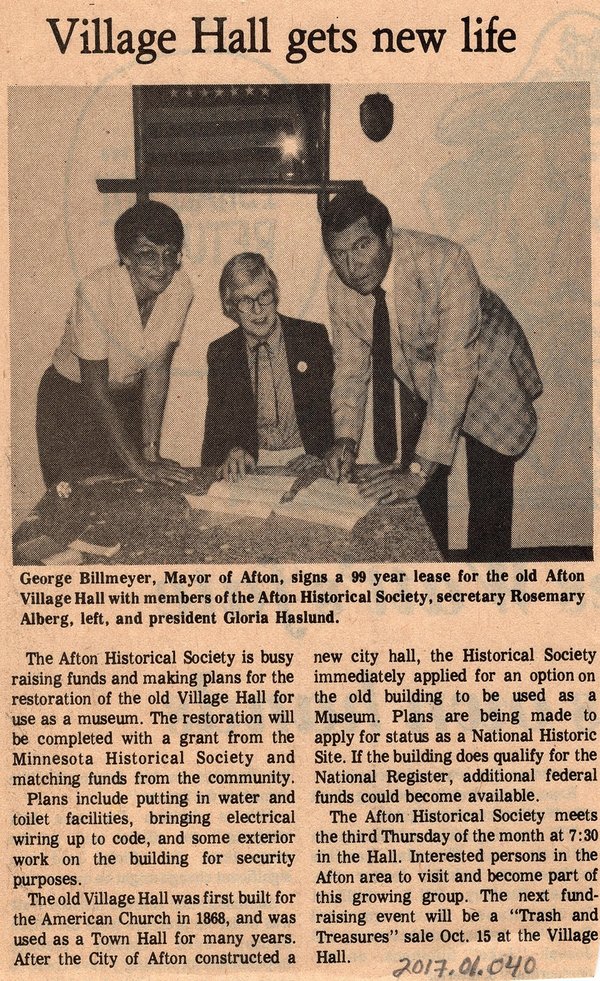 Village Hall gets new life
George Billmeyer, Mayor of Afton, signs a 99 year lease for the old Afton
Village Hall with members of the Afton Historical Society, secretary Rosemary
Alberg, left, and president Gloria Haslund.
The Afton Historical Society is busy
raising funds and making plans for the
restoration of the old Village Hall for
use as a museum. The restoration will
be completed with a grant from the
Minnesota Historical Society and
matching funds from the community.
Plans include putting in water and
toilet facilities, bringing electrical
wiring up to code, and some exterior
work on the building for security
purposes.
The old Village Hall was first built for
the American Church in 1868, and was
used as a Town Hall for many years.
After the City of Afton constructed a
new city hall, the Historical Society
immediately applied for an option on
the old building to be used as a
Museum. Plans are being made to
apply for status as a National Historic
Site. If the building does qualify for the
National Register, additional federal
funds could become available.
The Afton Historical Society meets
the third Thursday of the month at 7:30
in the Hall. Interested persons in the
Afton area to visit and become part of
this growing group. The next fund-
raising event will be a “Trash and
Treasures” sale Oct. 15 at the Village
Hall.
2017.01.040